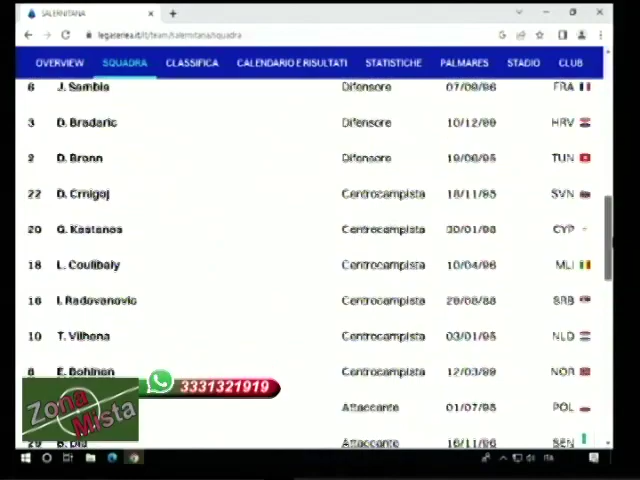 SALERNITANA
legaseriea.it/it/team/salernitana/squadra
OVERVIEW SQUADRA CLASSIFICA CALENDARIO E RISULTATI STATISTICHE PALMARES STADIO CLUB
6 J. Sambia Difensore 07/09/96 FRA
3 D. Bradaric Difensore 10/12/99 HRV
2 D. Bronn Difensore 19/06/95 TUN
22 D. Crnigoj Centrocampista 18/11/95 SVN
20 G. Kastanos Centrocampista 30/01/98 CYP
18 L. Coulibaly Centrocampista 10/04/96 MLI
16 I. Radovanovic Centrocampista 29/08/88 SRB
10 T. Vilhena Centrocampista 03/01/95 NLD
8 E. Bohinen Centrocampista 12/03/99 NOR
Attaccante 01/07/95 POL
29 B. Dia Attaccante 16/11/96 SEN
3331321919
Zona
Mista
ITA